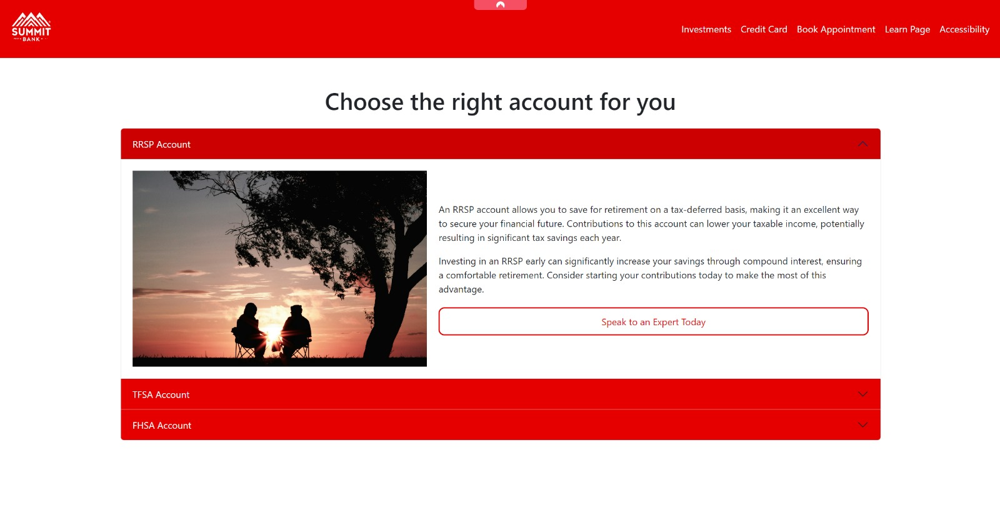 SUMMIT
BANK
Investments Credit Card Book Appointment Learn Page Accessibility
Choose the right account for you
RRSP Account
An RRSP account allows you to save for retirement on a tax-deferred basis, making it an excellent way
to secure your financial future. Contributions to this account can lower your taxable income, potentially
resulting in significant tax savings each year.
Investing in an RRSP early can significantly increase your savings through compound interest, ensuring
a comfortable retirement. Consider starting your contributions today to make the most of this
advantage.
Speak to an Expert Today
TFSA Account
FHSA Account